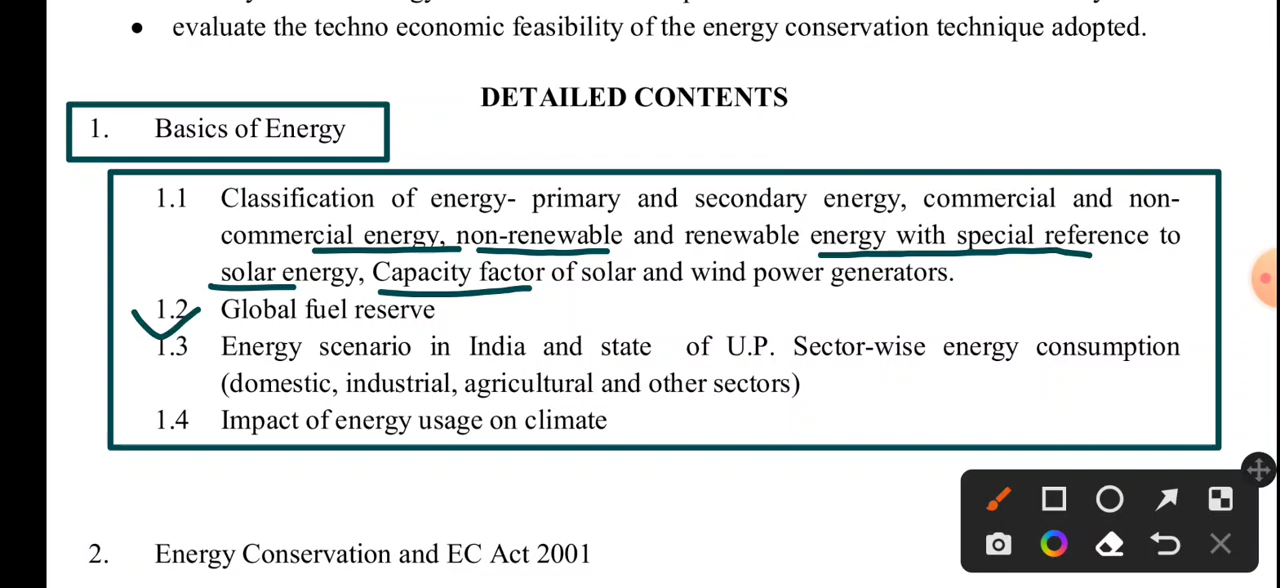 • evaluate the techno economic feasibility of the energy conservation technique adopted.
DETAILED CONTENTS
1. Basics of Energy
1.1 Classification of energy- primary and secondary energy, commercial and non-
commercial energy, non-renewable and renewable energy with special reference to
solar energy, Capacity factor of solar and wind power generators.
1.2 Global fuel reserve
1.3 Energy scenario in India and state of U.P. Sector-wise energy consumption
(domestic, industrial, agricultural and other sectors)
1.4 Impact of energy usage on climate
2. Energy Conservation and EC Act 2001